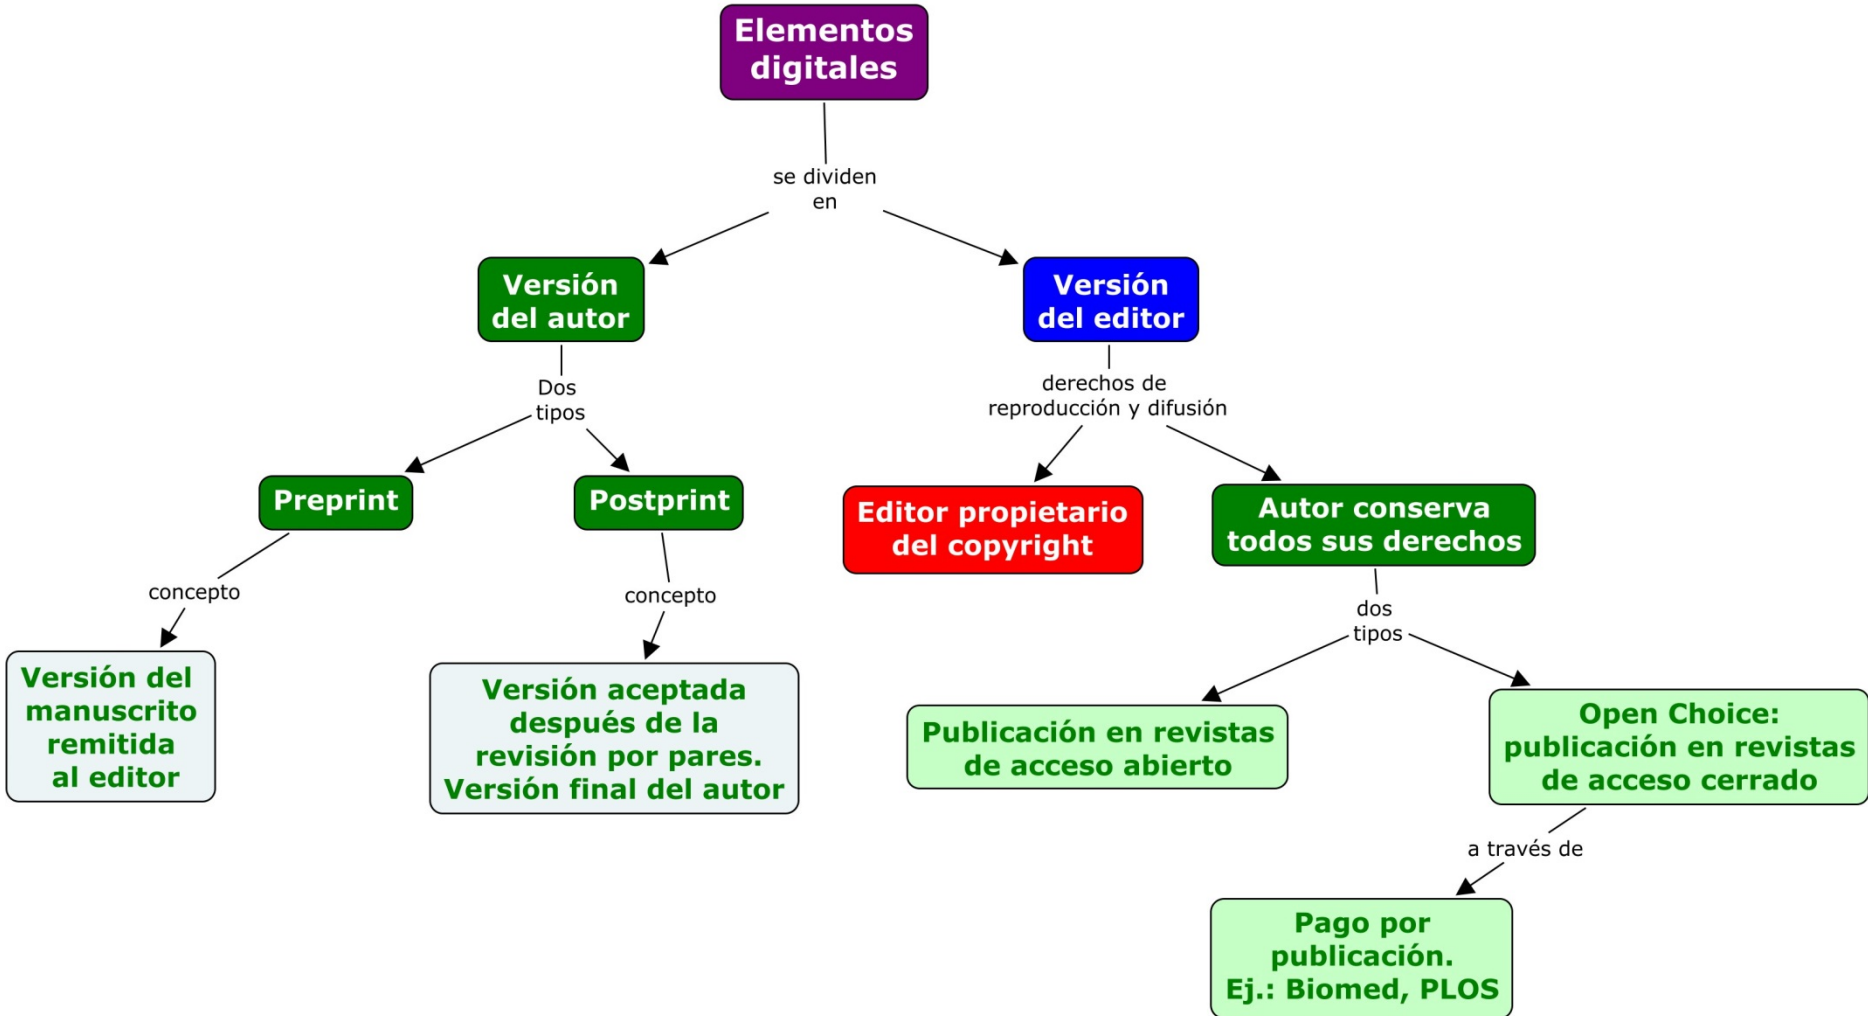 Elementos
digitales
se dividen
en
Versión
del autor
Versión
del editor
Dos
tipos
derechos de
reproducción y difusión
Preprint
Postprint
Editor propietario
del copyright
Autor conserva
todos sus derechos
concepto
concepto
dos
tipos
Versión del
manuscrito
remitida
al editor
Versión aceptada
después de la
revisión por pares.
Versión final del autor
Publicación en revistas
de acceso abierto
Open Choice:
publicación en revistas
de acceso cerrado
a través de
Pago por
publicación.
Ej.: Biomed, PLOS